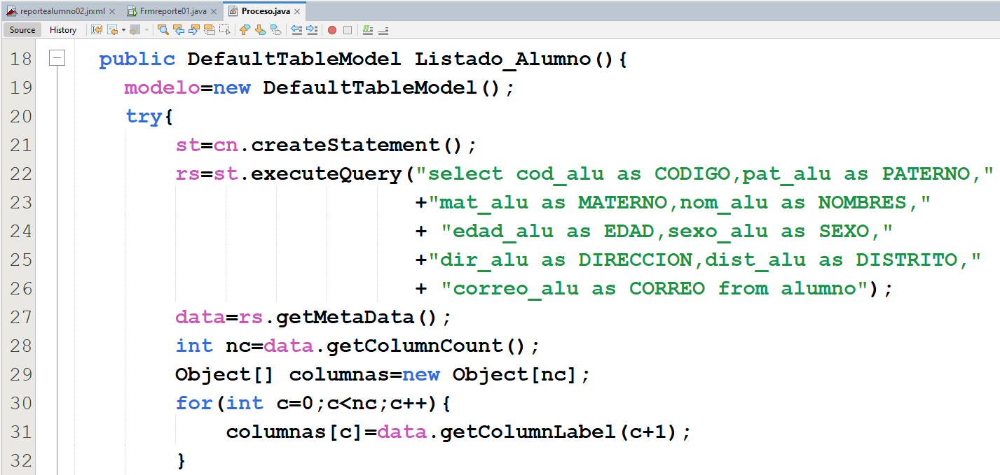 reportealumno02.jrxml Frmreporte01.java Proceso.java
Source History
18 public DefaultTableModel Listado_Alumno(){
19 modelo=new DefaultTableModel();
20 try{
21 st=cn.createStatement();
22 rs=st.executeQuery("select cod_alu as CODIGO,pat_alu as PATERNO,"
23 +"mat_alu as MATERNO,nom_alu as NOMBRES,"
24 + "edad_alu as EDAD,sexo_alu as SEXO,"
25 +"dir_alu as DIRECCION,dist_alu as DISTRITO,"
26 + "correo_alu as CORREO from alumno");
27 data=rs.getMetaData();
28 int nc=data.getColumnCount();
29 Object[] columnas=new Object[nc];
30 for(int c=0;c<nc;c++){
31 columnas[c]=data.getColumnLabel(c+1);
32 }